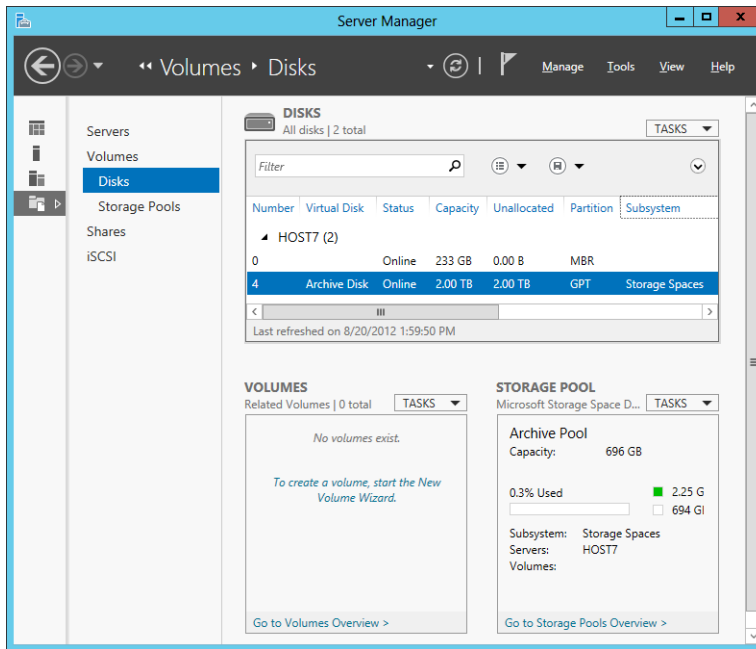 Server Manager
Volumes Disks
Manage Tools View Help
Servers
Volumes
Disks
Storage Pools
Shares
iSCSI
DISKS
All disks | 2 total
TASKS
Filter
Number Virtual Disk Status Capacity Unallocated Partition Subsystem
HOST7 (2)
0 Online 233 GB 0.00 B MBR
4 Archive Disk Online 2.00 TB 2.00 TB GPT Storage Spaces
Last refreshed on 8/20/2012 1:59:50 PM
VOLUMES
Related Volumes | 0 total
TASKS
No volumes exist.
To create a volume, start the New
Volume Wizard.
Go to Volumes Overview >
STORAGE POOL
Microsoft Storage Space D...
TASKS
Archive Pool
Capacity: 696 GB
0.3% Used
2.25 G
694 GI
Subsystem: Storage Spaces
Servers: HOST7
Volumes:
Go to Storage Pools Overview >